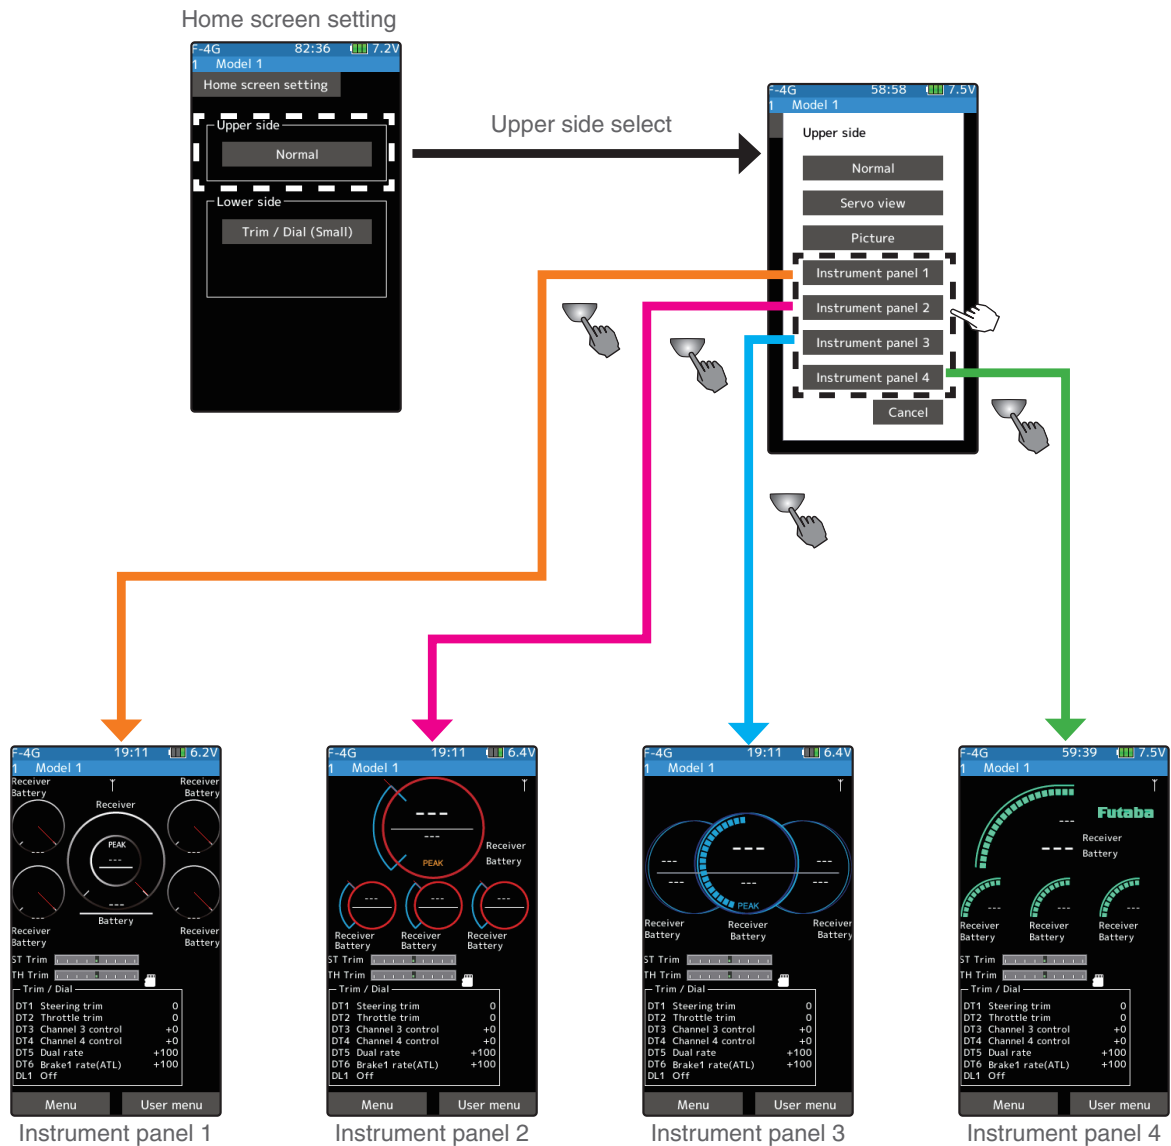 Home screen setting
F-4G 82:36 7.2V
1 Model 1
Home screen setting
Upper side
Normal
Lower side
Trim / Dial (Small)
Upper side select
F-4G 58:58 7.5V
1 Model 1
Upper side
Normal
Servo view
Picture
Instrument panel 1
Instrument panel 2
Instrument panel 3
Instrument panel 4
Cancel
F-4G 19:11 6.2V
1 Model 1
Receiver Receiver
Battery Battery
Receiver
PEAK
---
---
---
---
---
Battery
Receiver Receiver
Battery Battery
ST Trim
TH Trim
Trim / Dial
DT1 Steering trim 0
DT2 Throttle trim 0
DT3 Channel 3 control +0
DT4 Channel 4 control +0
DT5 Dual rate +100
DT6 Brake1 rate(ATL) +100
DL1 Off
Menu User menu
Instrument panel 1
F-4G 19:11 6.4V
1 Model 1
---
---
PEAK
Receiver
Battery
--- --- ---
Receiver Receiver Receiver
Battery Battery Battery
ST Trim
TH Trim
Trim / Dial
DT1 Steering trim 0
DT2 Throttle trim 0
DT3 Channel 3 control +0
DT4 Channel 4 control +0
DT5 Dual rate +100
DT6 Brake1 rate(ATL) +100
DL1 Off
Menu User menu
Instrument panel 2
F-4G 19:11 6.4V
1 Model 1
--- --- ---
--- --- ---
PEAK
Receiver Receiver Receiver
Battery Battery Battery
ST Trim
TH Trim
Trim / Dial
DT1 Steering trim 0
DT2 Throttle trim 0
DT3 Channel 3 control +0
DT4 Channel 4 control +0
DT5 Dual rate +100
DT6 Brake1 rate(ATL) +100
DL1 Off
Menu User menu
Instrument panel 3
F-4G 59:39 7.5V
1 Model 1
Futaba
---
Receiver
---
Battery
--- --- ---
Receiver Receiver Receiver
Battery Battery Battery
ST Trim
TH Trim
Trim / Dial
DT1 Steering trim 0
DT2 Throttle trim 0
DT3 Channel 3 control +0
DT4 Channel 4 control +0
DT5 Dual rate +100
DT6 Brake1 rate(ATL) +100
DL1 Off
Menu User menu
Instrument panel 4